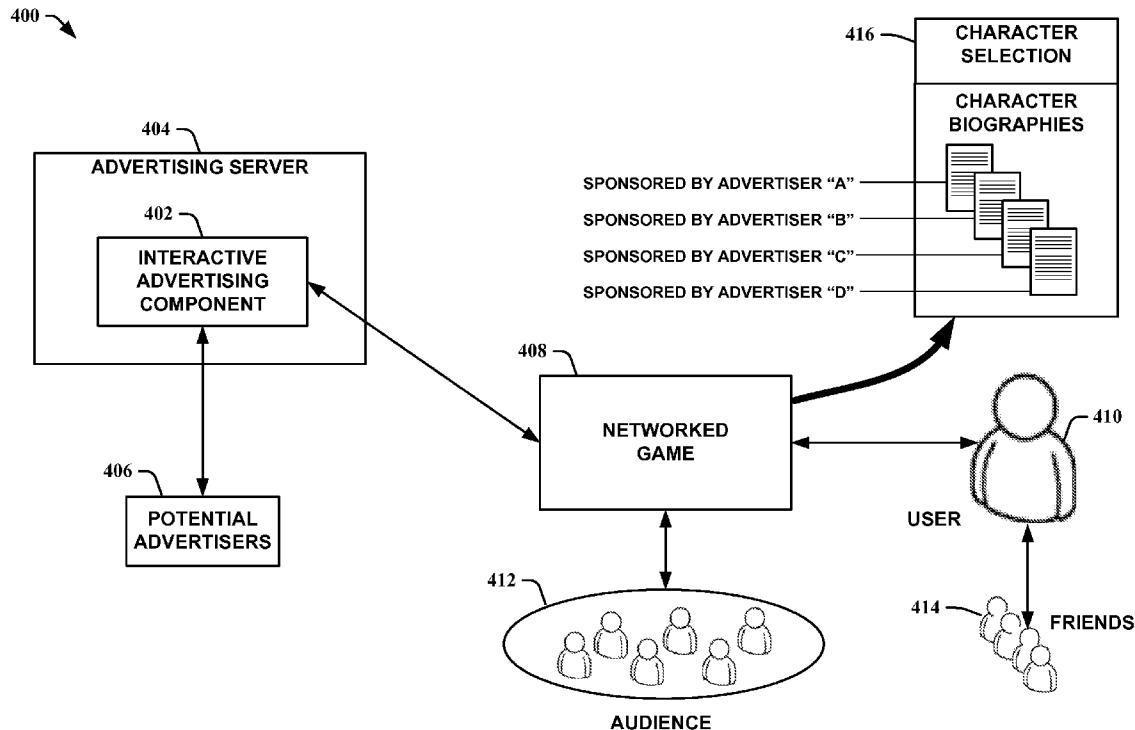 400
416
CHARACTER
SELECTION
CHARACTER
BIOGRAPHIES
404
ADVERTISING SERVER
402
INTERACTIVE
ADVERTISING
COMPONENT
SPONSORED BY ADVERTISER “A”
SPONSORED BY ADVERTISER “B”
SPONSORED BY ADVERTISER “C”
SPONSORED BY ADVERTISER “D”
408
NETWORKED
GAME
410
USER
406
POTENTIAL
ADVERTISERS
412
AUDIENCE
414
FRIENDS